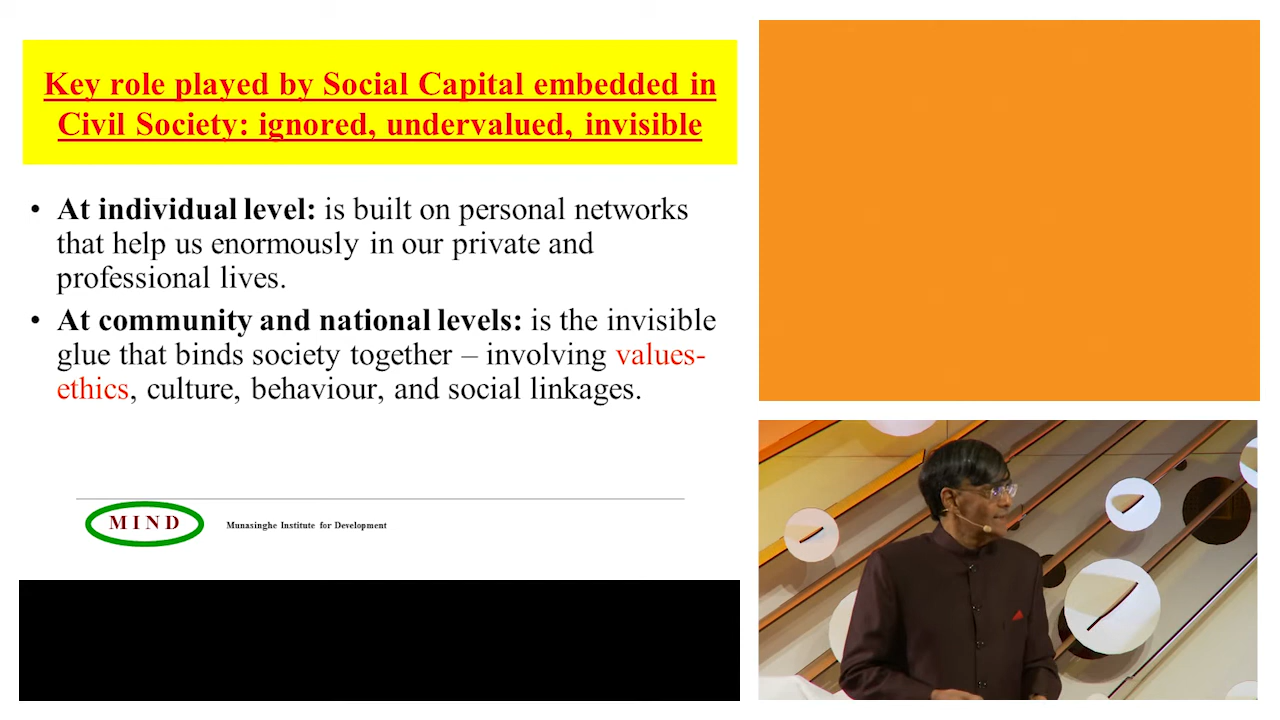 Key role played by Social Capital embedded in
Civil Society: ignored, undervalued, invisible
• At individual level: is built on personal networks
that help us enormously in our private and
professional lives.
• At community and national levels: is the invisible
glue that binds society together – involving values-
ethics, culture, behaviour, and social linkages.
MIND Munasinghe Institute for Development